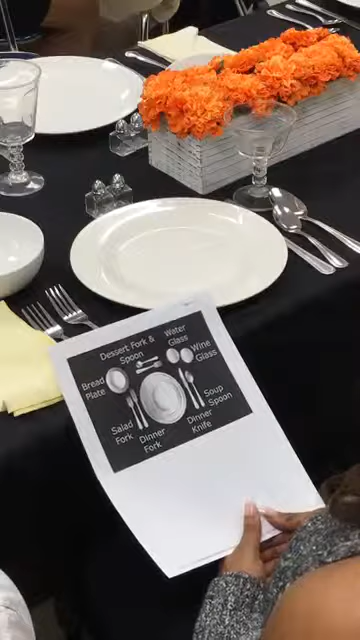 Dessert Fork &
Spoon
Water
Glass
Wine
Glass
Bread
Plate
Salad
Fork
Dinner
Fork
Dinner
Knife
Soup
Spoon